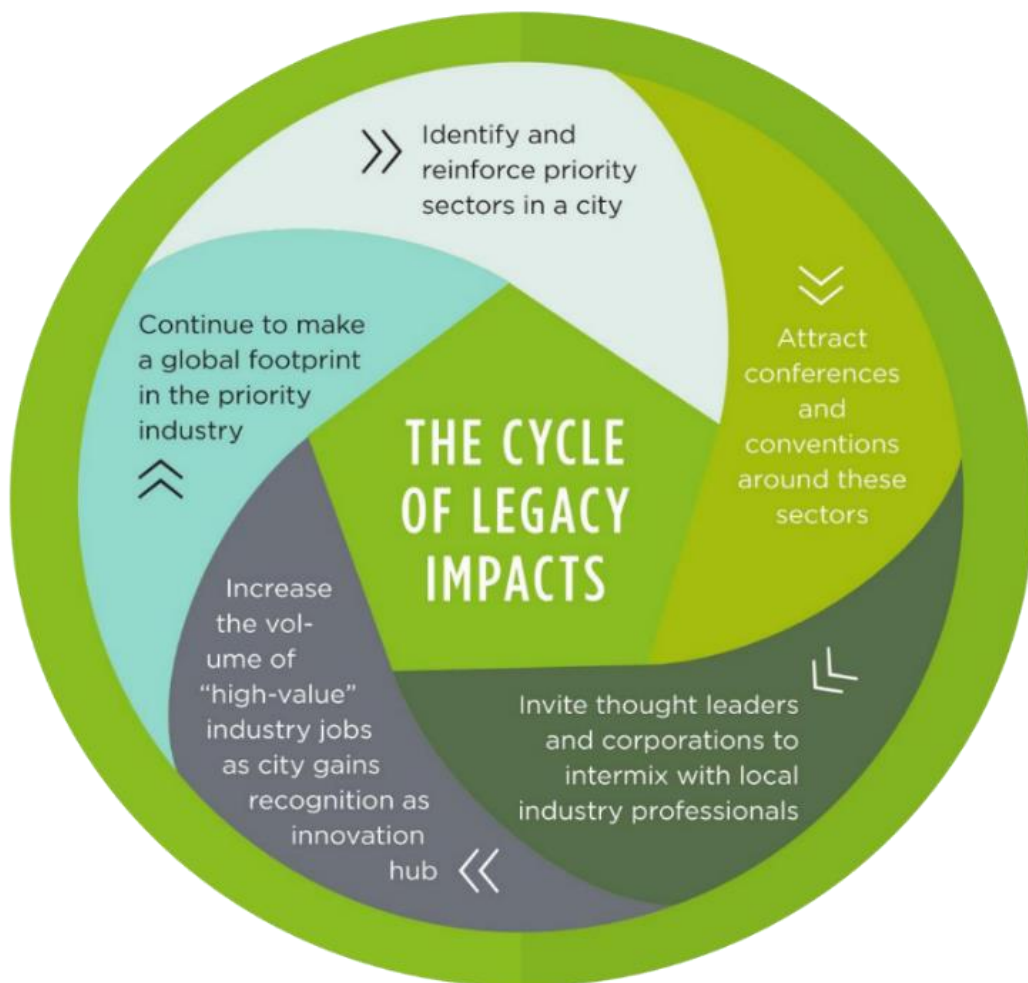 Identify and
reinforce priority
sectors in a city
Attract
conferences
and
conventions
around these
sectors
Invite thought leaders
and corporations to
intermix with local
industry professionals
Increase
the vol-
ume of
“high-value”
industry jobs
as city gains
recognition as
innovation
hub
Continue to make
a global footprint
in the priority
industry
THE CYCLE
OF LEGACY
IMPACTS